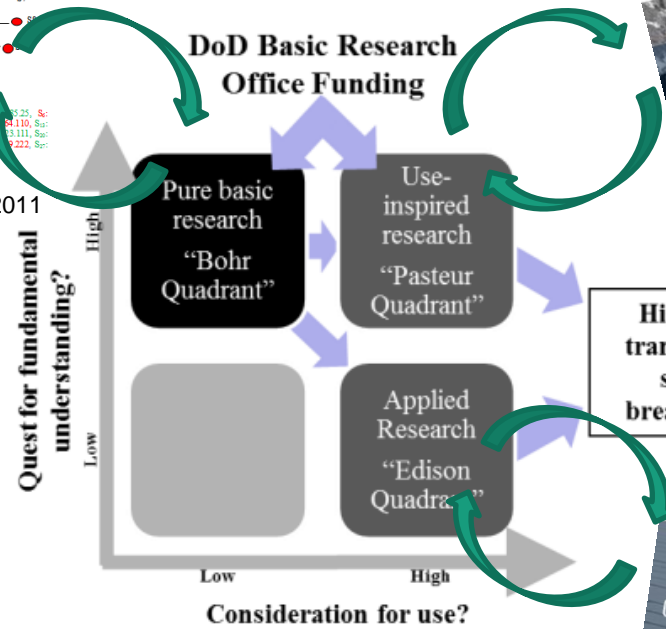 DoD Basic Research
Office Funding
2011
Pure basic
research
“Bohr
Quadrant”
Use-
inspired
research
“Pasteur
Quadrant”
Applied
Research
“Edison
High
Low
Quest for fundamental
understanding?
Low
High
Consideration for use?